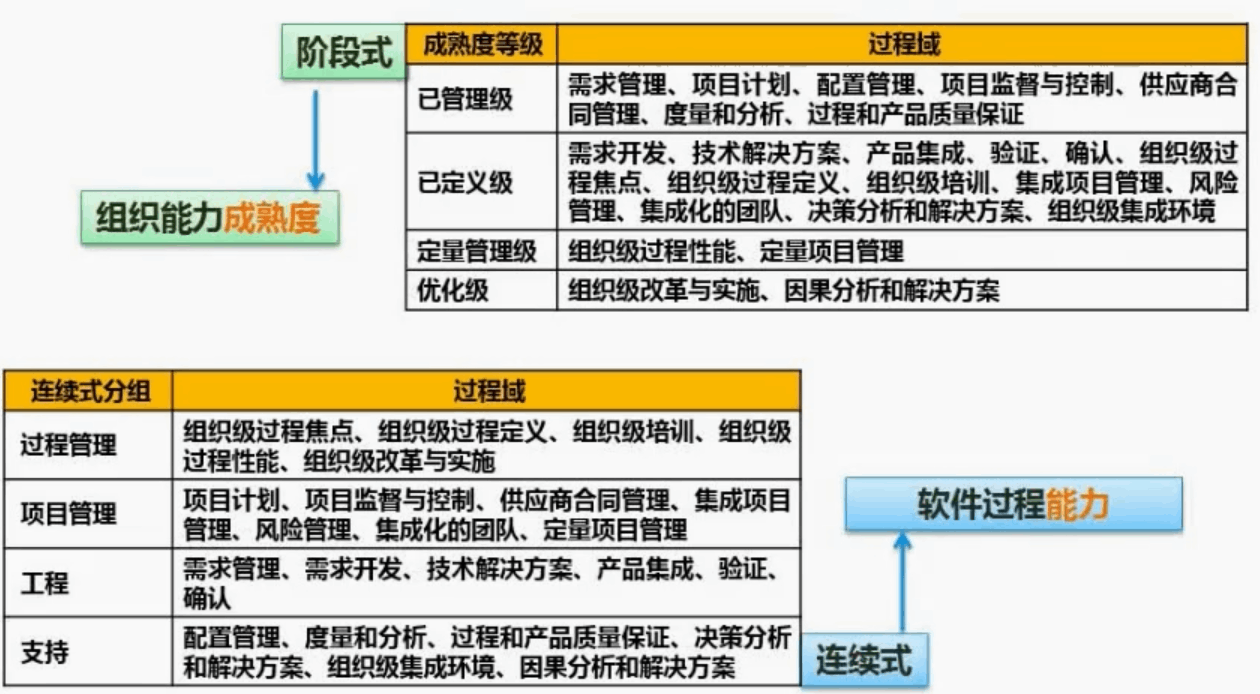 阶段式
组织能力成熟度
成熟度等级 过程域
已管理级 需求管理、项目计划、配置管理、项目监督与控制、供应商合
同管理、度量和分析、过程和产品质量保证
已定义级 需求开发、技术解决方案、产品集成、验证、确认、组织级过
程焦点、组织级过程定义、组织级培训、集成项目管理、风险
管理、集成化的团队、决策分析和解决方案、组织级集成环境
定量管理级 组织级过程性能、定量项目管理
优化级 组织级改革与实施、因果分析和解决方案
连续式分组 过程域
过程管理 组织级过程焦点、组织级过程定义、组织级培训、组织级
过程性能、组织级改革与实施
项目管理 项目计划、项目监督与控制、供应商合同管理、集成项目
管理、风险管理、集成化的团队、定量项目管理
工程 需求管理、需求开发、技术解决方案、产品集成、验证、
确认
支持 配置管理、度量和分析、过程和产品质量保证、决策分析
和解决方案、组织级集成环境、因果分析和解决方案
软件过程能力
连续式